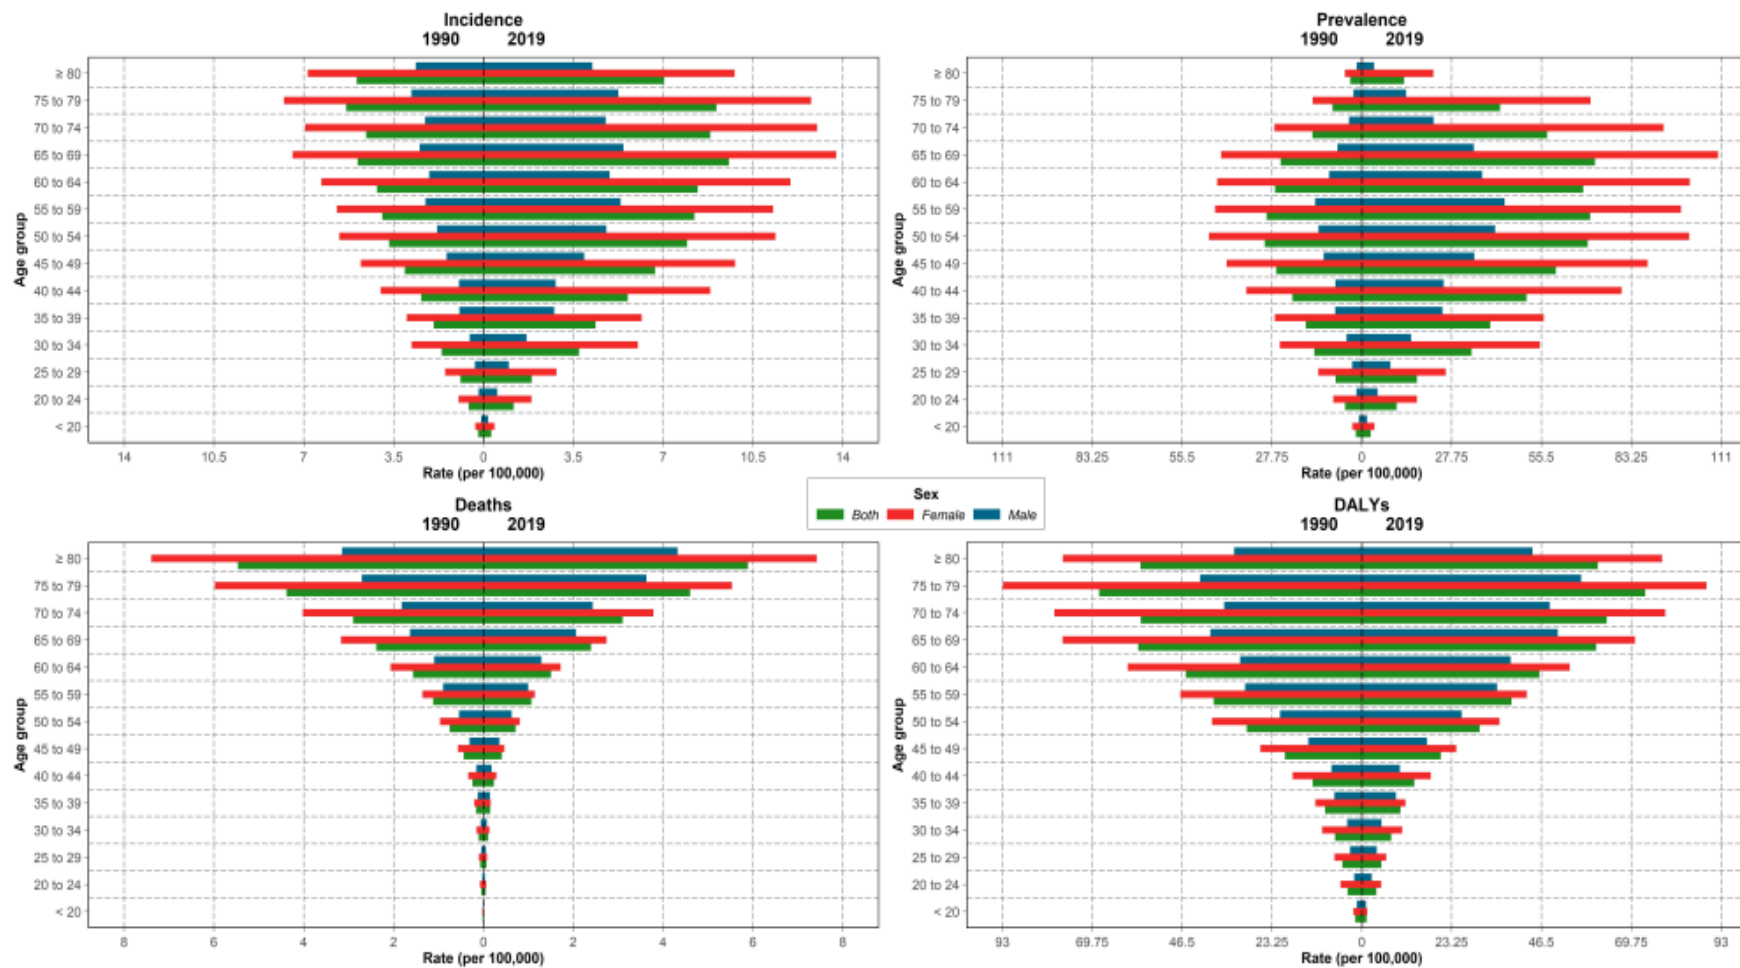 Incidence
1990 2019
≥ 80
75 to 79
70 to 74
65 to 69
60 to 64
55 to 59
50 to 54
45 to 49
40 to 44
35 to 39
30 to 34
25 to 29
20 to 24
< 20
Age group
14 10.5 7 3.5 0 3.5 7 10.5 14
Rate (per 100,000)
Prevalence
1990 2019
≥ 80
75 to 79
70 to 74
65 to 69
60 to 64
55 to 59
50 to 54
45 to 49
40 to 44
35 to 39
30 to 34
25 to 29
20 to 24
< 20
Age group
111 83.25 55.5 27.75 0 27.75 55.5 83.25 111
Rate (per 100,000)
Sex
Both Female Male
Deaths
1990 2019
≥ 80
75 to 79
70 to 74
65 to 69
60 to 64
55 to 59
50 to 54
45 to 49
40 to 44
35 to 39
30 to 34
25 to 29
20 to 24
< 20
Age group
8 6 4 2 0 2 4 6 8
Rate (per 100,000)
DALYs
1990 2019
≥ 80
75 to 79
70 to 74
65 to 69
60 to 64
55 to 59
50 to 54
45 to 49
40 to 44
35 to 39
30 to 34
25 to 29
20 to 24
< 20
Age group
93 69.75 46.5 23.25 0 23.25 46.5 69.75 93
Rate (per 100,000)